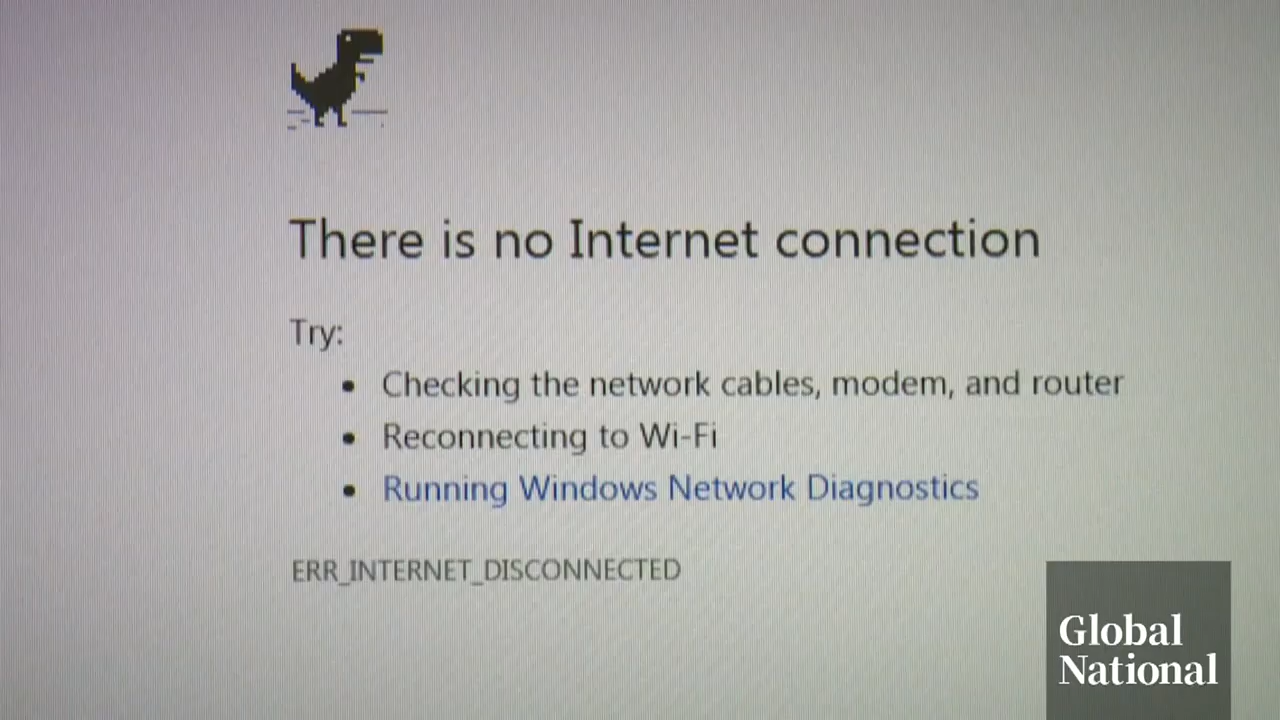 There is no Internet connection
Try:
Checking the network cables, modem, and router
Reconnecting to Wi-Fi
Running Windows Network Diagnostics
ERR_INTERNET_DISCONNECTED
Global
National